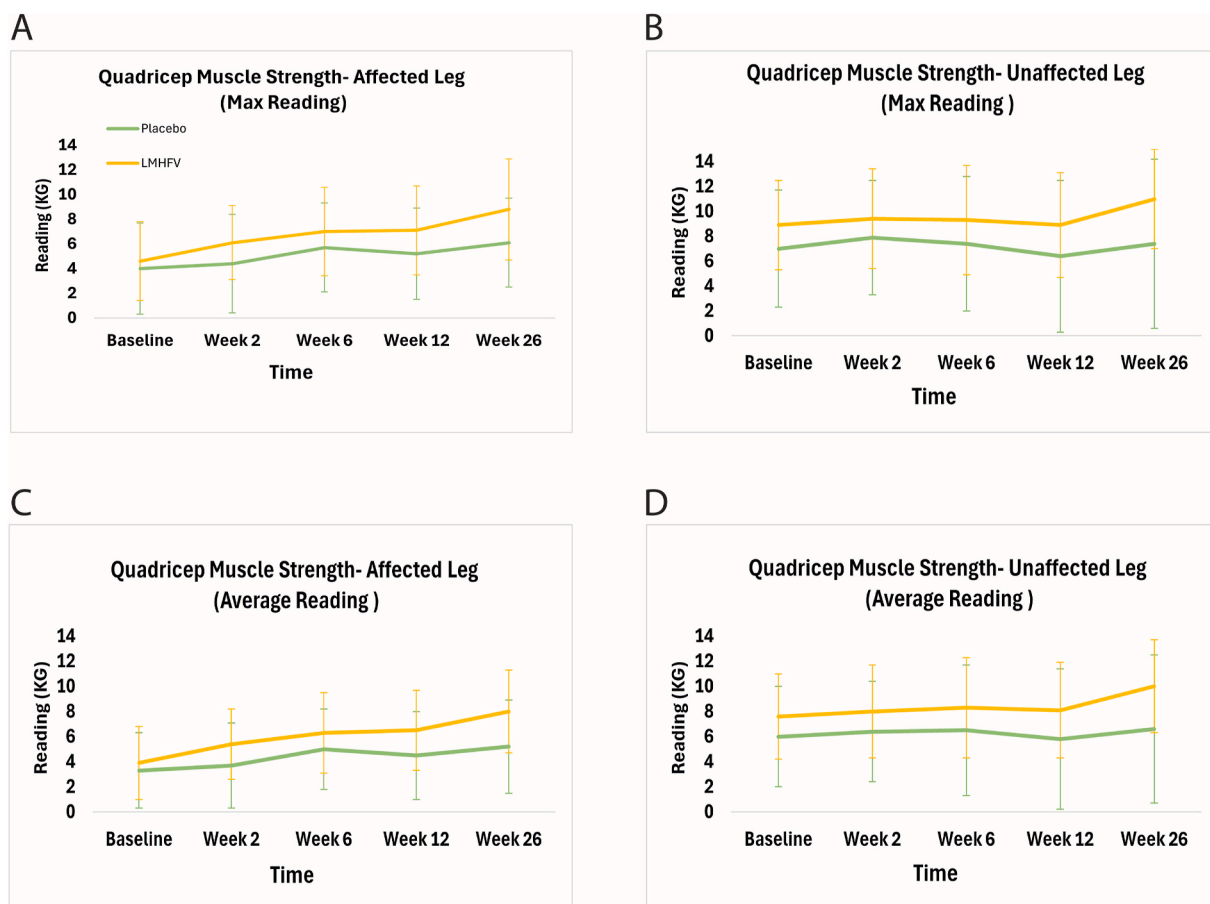 A
Quadricep Muscle Strength- Affected Leg
(Max Reading)
Placebo
LMHFV
Reading (KG)
14
12
10
8
6
4
2
0
Baseline Week 2 Week 6 Week 12 Week 26
Time
B
Quadricep Muscle Strength- Unaffected Leg
(Max Reading )
Reading (KG)
14
12
10
8
6
4
2
0
Baseline Week 2 Week 6 Week 12 Week 26
Time
C
Quadricep Muscle Strength- Affected Leg
(Average Reading )
Reading (KG)
14
12
10
8
6
4
2
0
Baseline Week 2 Week 6 Week 12 Week 26
Time
D
Quadricep Muscle Strength- Unaffected Leg
(Average Reading )
Reading (KG)
14
12
10
8
6
4
2
0
Baseline Week 2 Week 6 Week 12 Week 26
Time